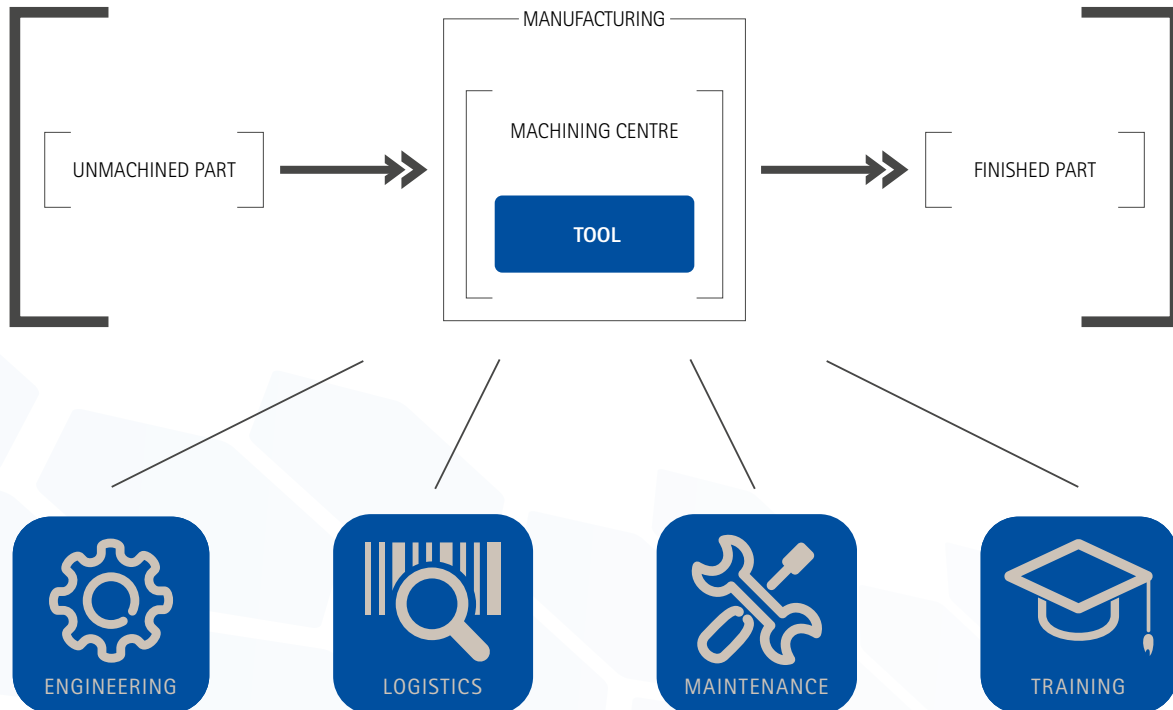 MANUFACTURING
MACHINING CENTRE
UNMACHINED PART
FINISHED PART
TOOL
ENGINEERING
LOGISTICS
MAINTENANCE
TRAINING